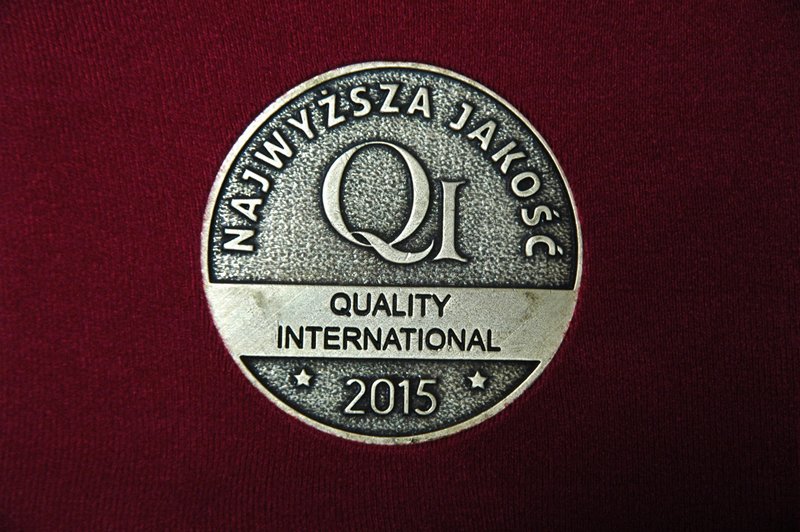 NAJWYŻSZA JAKOŚĆ
QI
QUALITY
INTERNATIONAL
2015